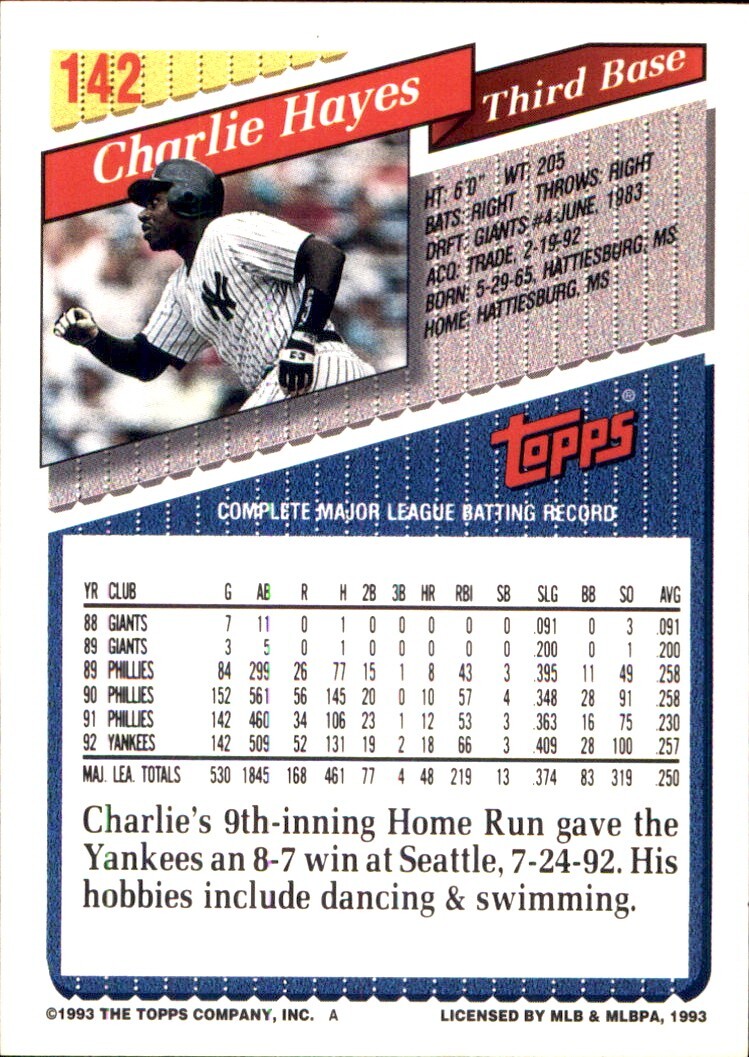 142
Charlie Hayes
Third Base
HT: 6'0" WT: 205
BATS: RIGHT THROWS: RIGHT
DRFT: GIANTS #4-JUNE, 1983
ACQ: TRADE, 2-19-92
BORN: 5-29-65, HATTIESBURG, MS
HOME: HATTIESBURG, MS
NY
TOPPS ®
COMPLETE MAJOR LEAGUE BATTING RECORD
YR CLUB G AB R H 2B 3B HR RBI SB SLG BB SO AVG
88 GIANTS 7 11 0 1 0 0 0 0 0 .091 0 3 .091
89 GIANTS 3 5 0 1 0 0 0 0 0 .200 0 1 .200
89 PHILLIES 84 299 26 77 15 1 8 43 3 .395 11 49 .258
90 PHILLIES 152 561 56 145 20 0 10 57 4 .348 28 91 .258
91 PHILLIES 142 460 34 106 23 1 12 53 3 .363 16 75 .230
92 YANKEES 142 509 52 131 19 2 18 66 3 .409 28 100 .257
MAJ. LEA. TOTALS 530 1845 168 461 77 4 48 219 13 .374 83 319 .250
Charlie's 9th-inning Home Run gave the
Yankees an 8-7 win at Seattle, 7-24-92. His
hobbies include dancing & swimming.
©1993 THE TOPPS COMPANY, INC. A LICENSED BY MLB & MLBPA, 1993